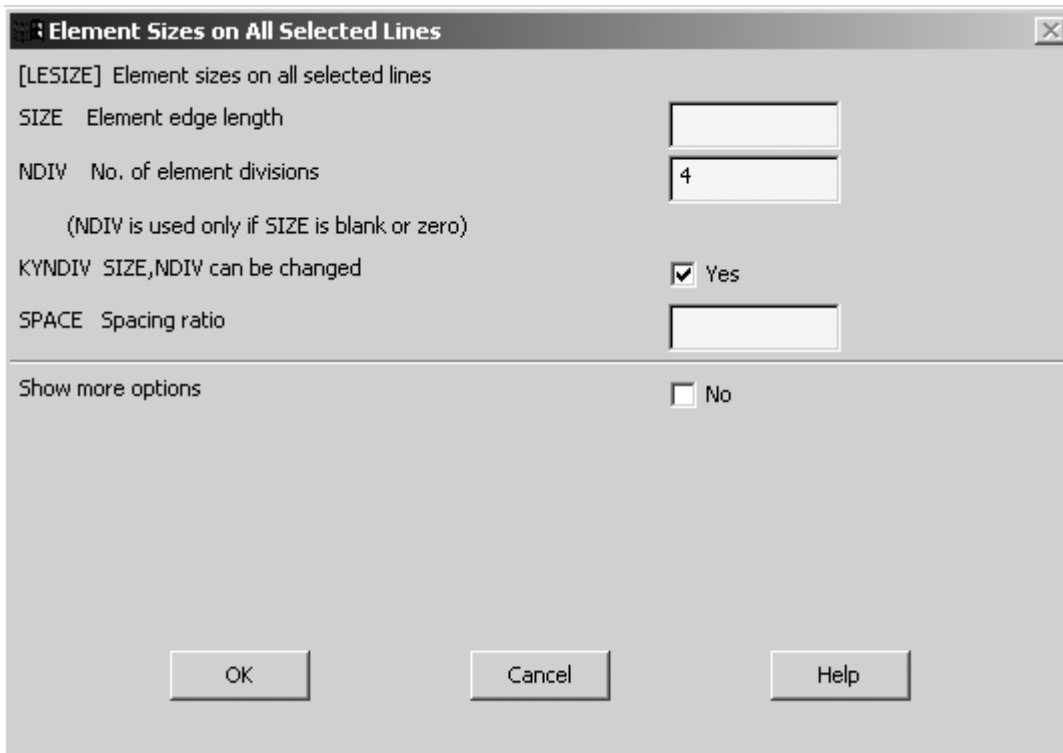 Element Sizes on All Selected Lines
[LESIZE] Element sizes on all selected lines
SIZE Element edge length
NDIV No. of element divisions 4
(NDIV is used only if SIZE is blank or zero)
KYNDIV SIZE,NDIV can be changed Yes
SPACE Spacing ratio
Show more options No
OK Cancel Help